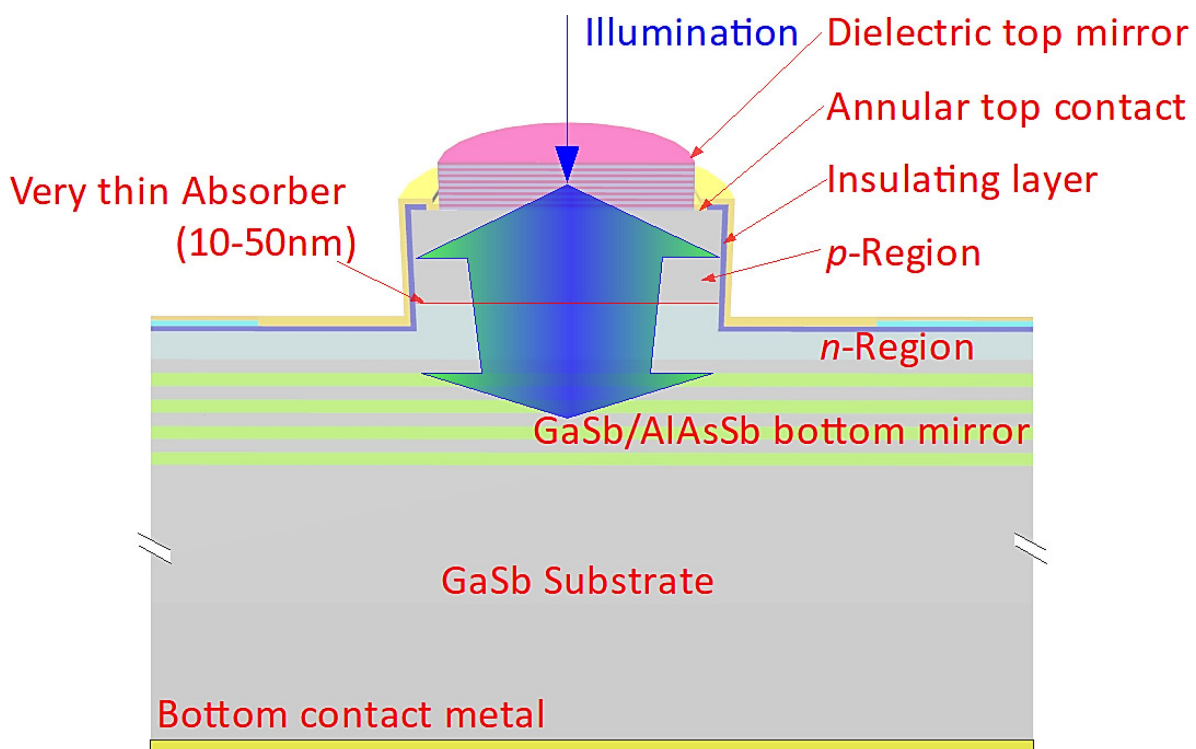 Illumination
Dielectric top mirror
Annular top contact
Very thin Absorber
(10-50nm)
Insulating layer
p-Region
n-Region
GaSb/AlAsSb bottom mirror
GaSb Substrate
Bottom contact metal